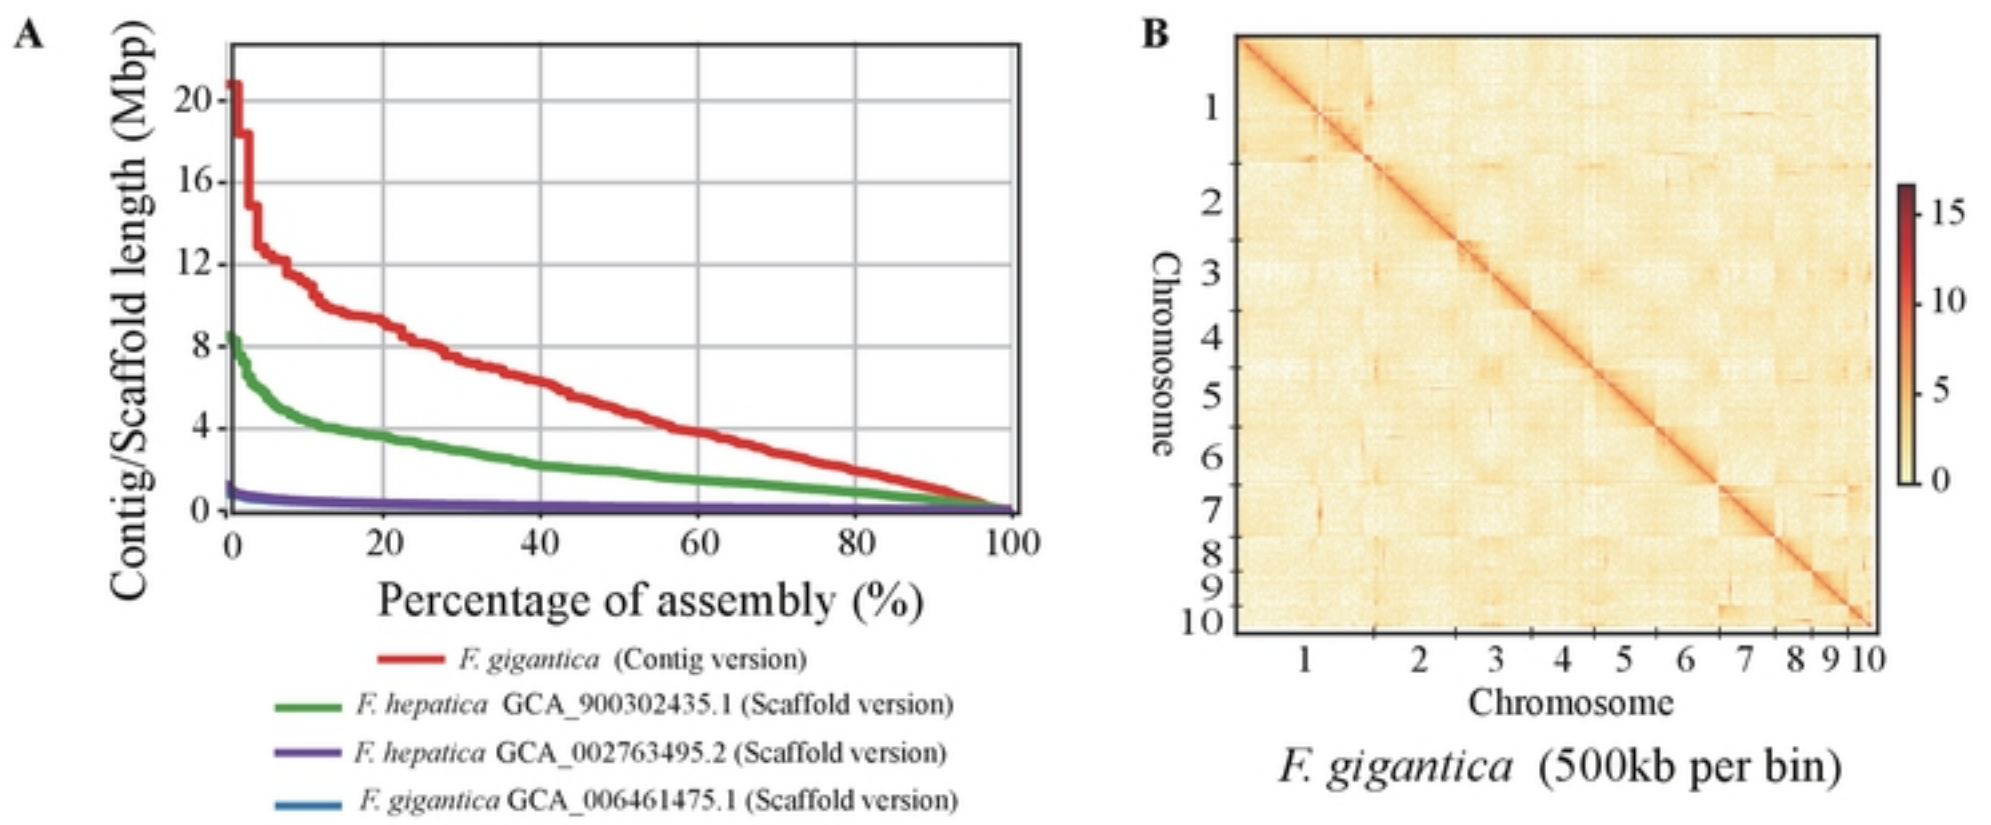 A
Contig/Scaffold length (Mbp)
20
16
12
8
4
0
0 20 40 60 80 100
Percentage of assembly (%)
F. gigantica (Contig version)
F. hepatica GCA_900302435.1 (Scaffold version)
F. hepatica GCA_002763495.2 (Scaffold version)
F. gigantica GCA_006461475.1 (Scaffold version)
B
Chromosome
1
2
3
4
5
6
7
8
9
10
1 2 3 4 5 6 7 8 9 10
Chromosome
F. gigantica (500kb per bin)
15
10
5
0